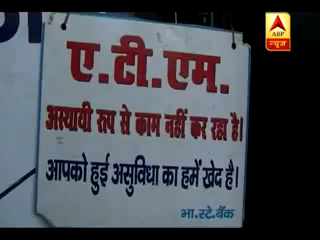 ABP
न्यूज़
ए.टी.एम.
अस्थायी रूप से काम नहीं कर रहा है।
आपको हुई असुविधा का हमें खेद है।
भा.स्टे.बैंक